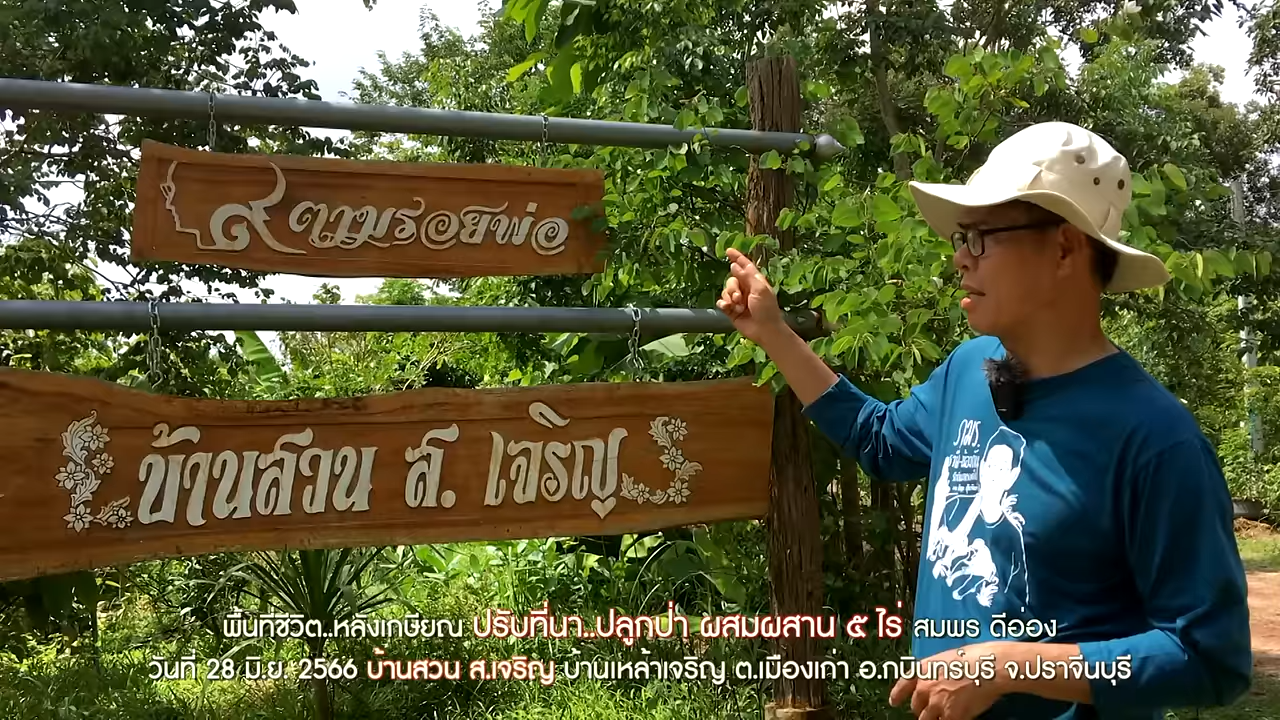 ๙ ตามรอยพ่อ
บ้านสวน ส. เจริญ
พื้นที่ชีวิต..หลังเกษียณ ปรับที่นา..ปลูกป่า ผสมผสาน ๕ ไร่ สมพร ดีอ่อง
วันที่ 28 มิ.ย. 2566 บ้านสวน ส.เจริญ บ้านเหล้าเจริญ ต.เมืองเก่า อ.กบินทร์บุรี จ.ปราจีนบุรี